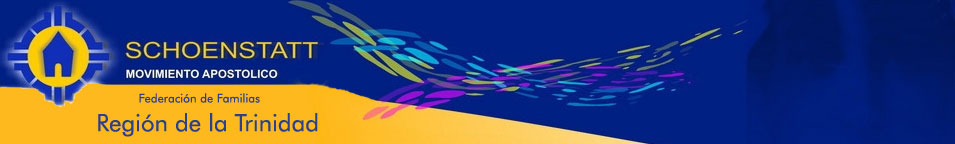 SCHOENSTATT
MOVIMIENTO APOSTOLICO
Federación de Familias
Región de la Trinidad